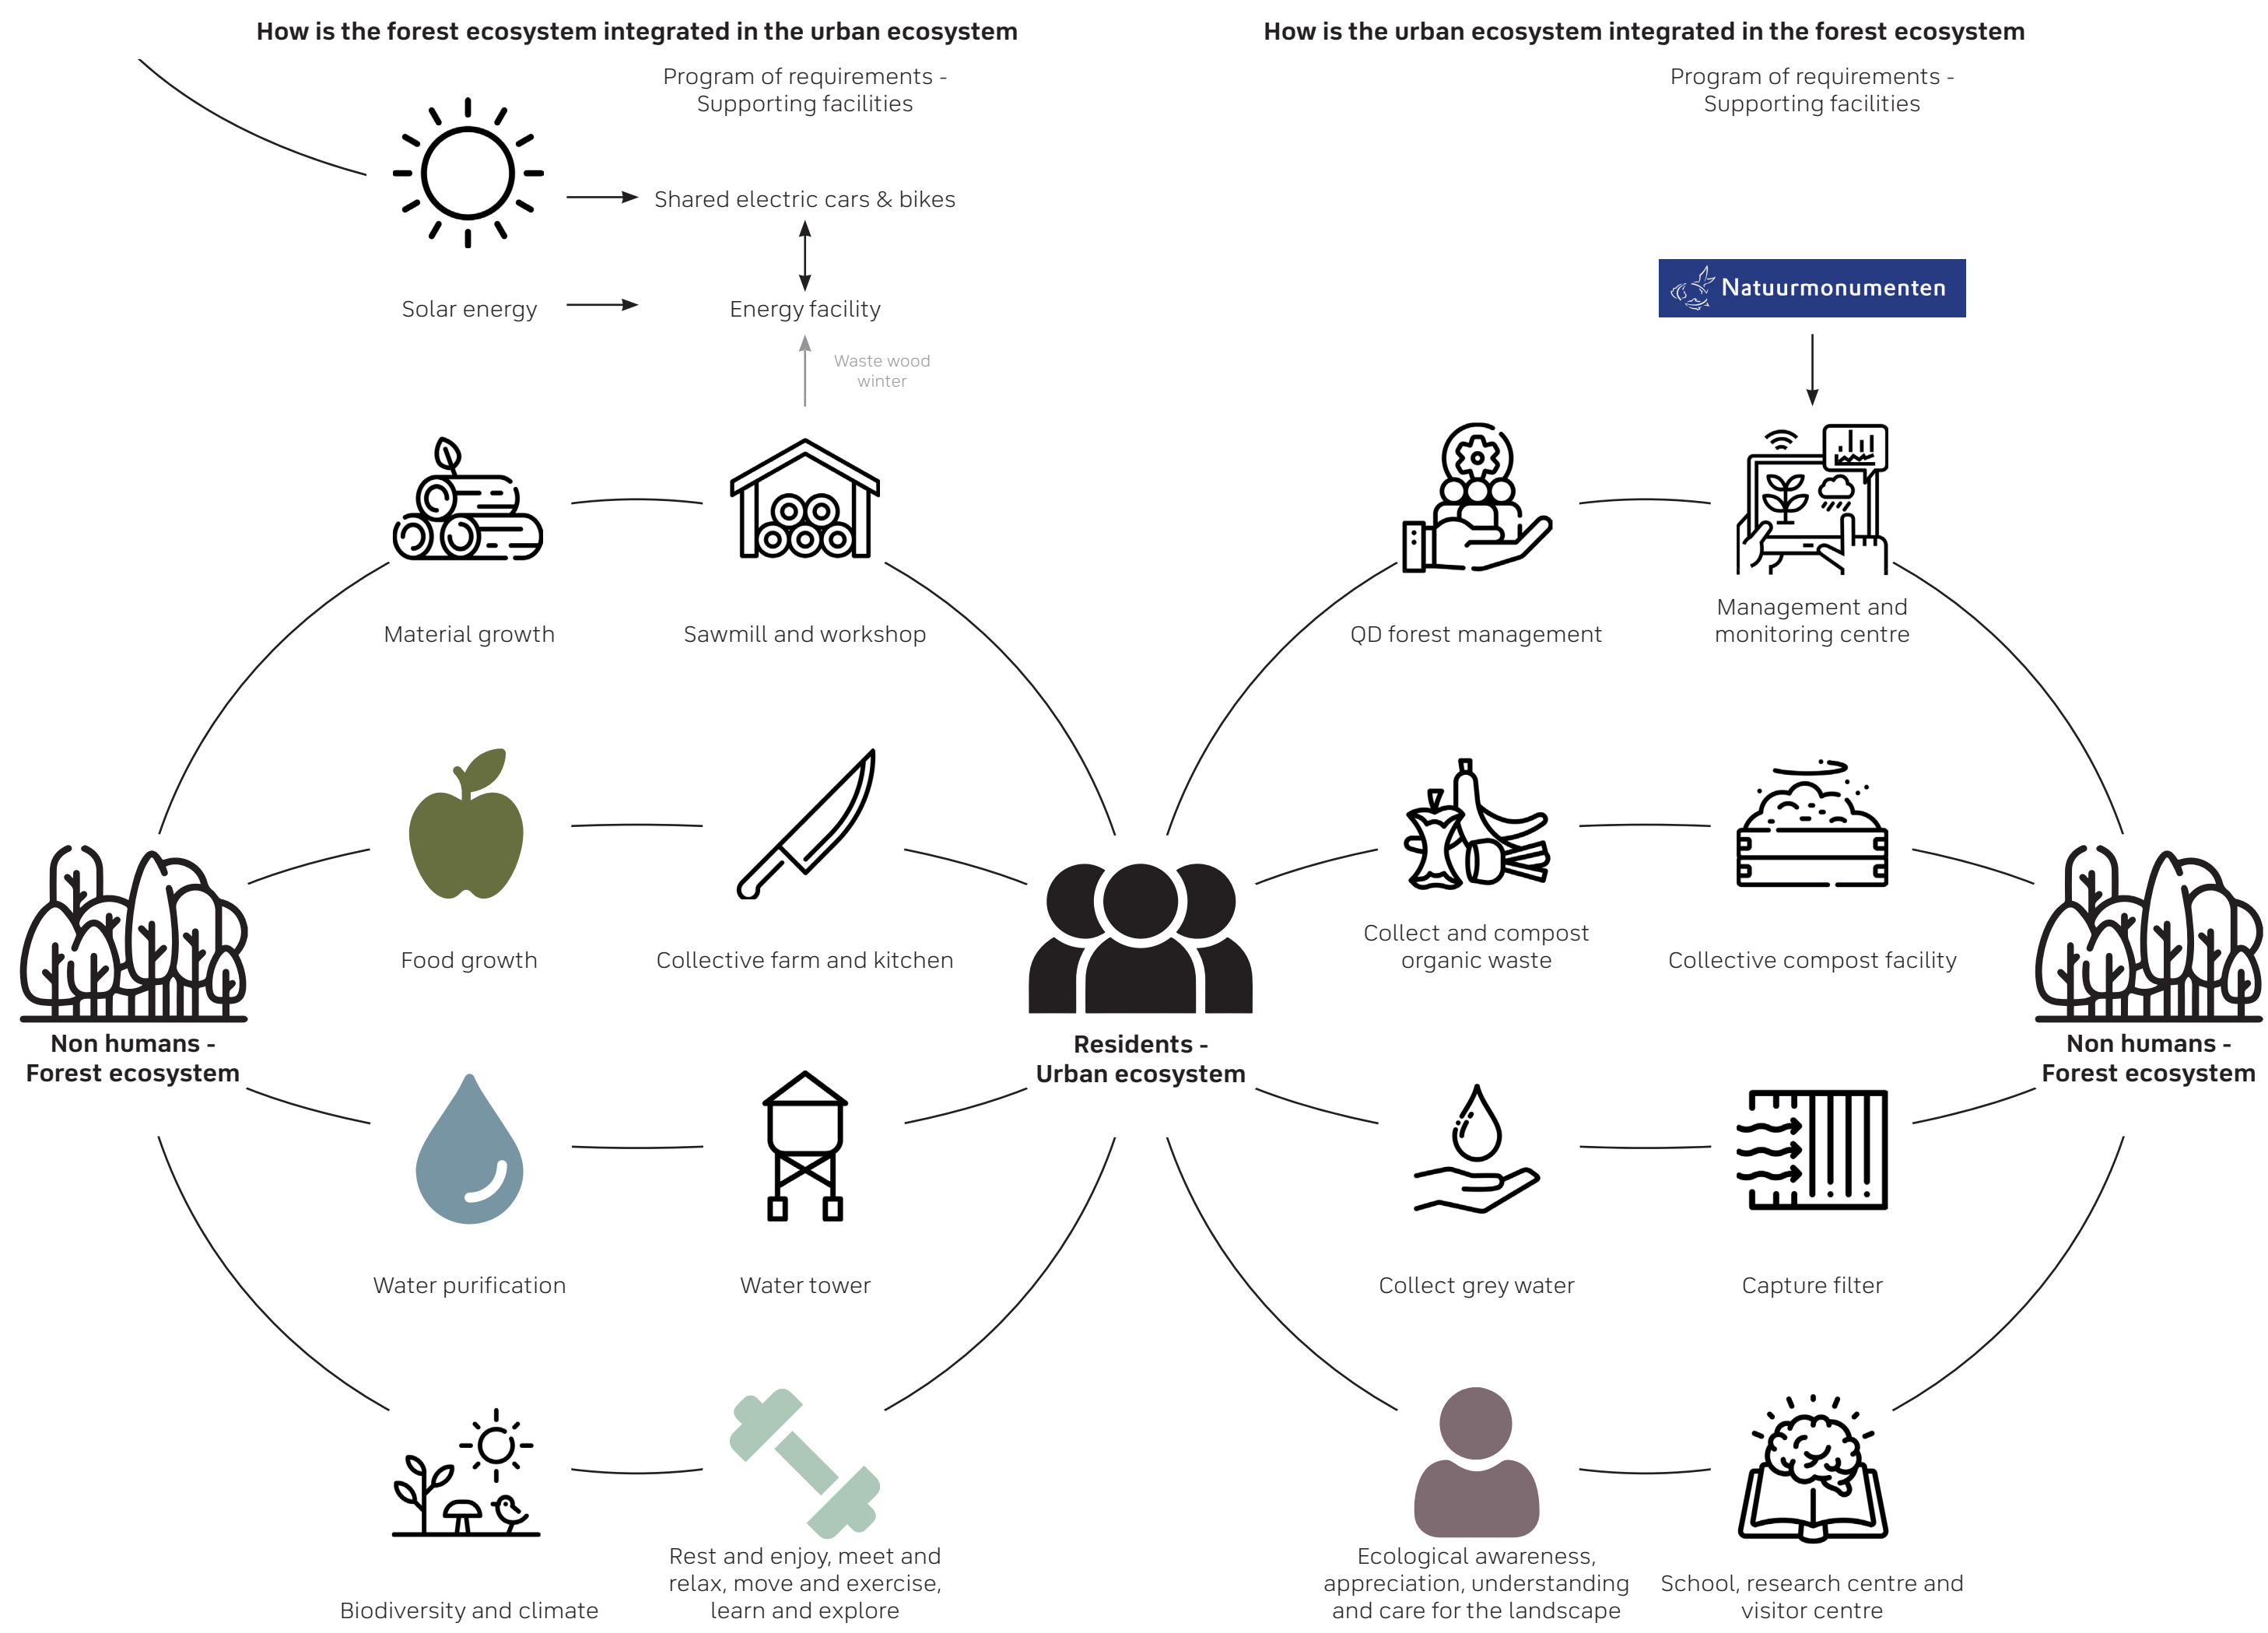 How is the forest ecosystem integrated in the urban ecosystem
How is the urban ecosystem integrated in the forest ecosystem
Program of requirements -
Supporting facilities
Program of requirements -
Supporting facilities
Shared electric cars & bikes
Solar energy
Energy facility
Natuurmonumenten
Waste wood
winter
Material growth
Sawmill and workshop
QD forest management
Management and
monitoring centre
Food growth
Collective farm and kitchen
Collect and compost
organic waste
Collective compost facility
Non humans -
Forest ecosystem
Residents -
Urban ecosystem
Non humans -
Forest ecosystem
Water purification
Water tower
Collect grey water
Capture filter
Biodiversity and climate
Rest and enjoy, meet and
relax, move and exercise,
learn and explore
Ecological awareness,
appreciation, understanding
and care for the landscape
School, research centre and
visitor centre